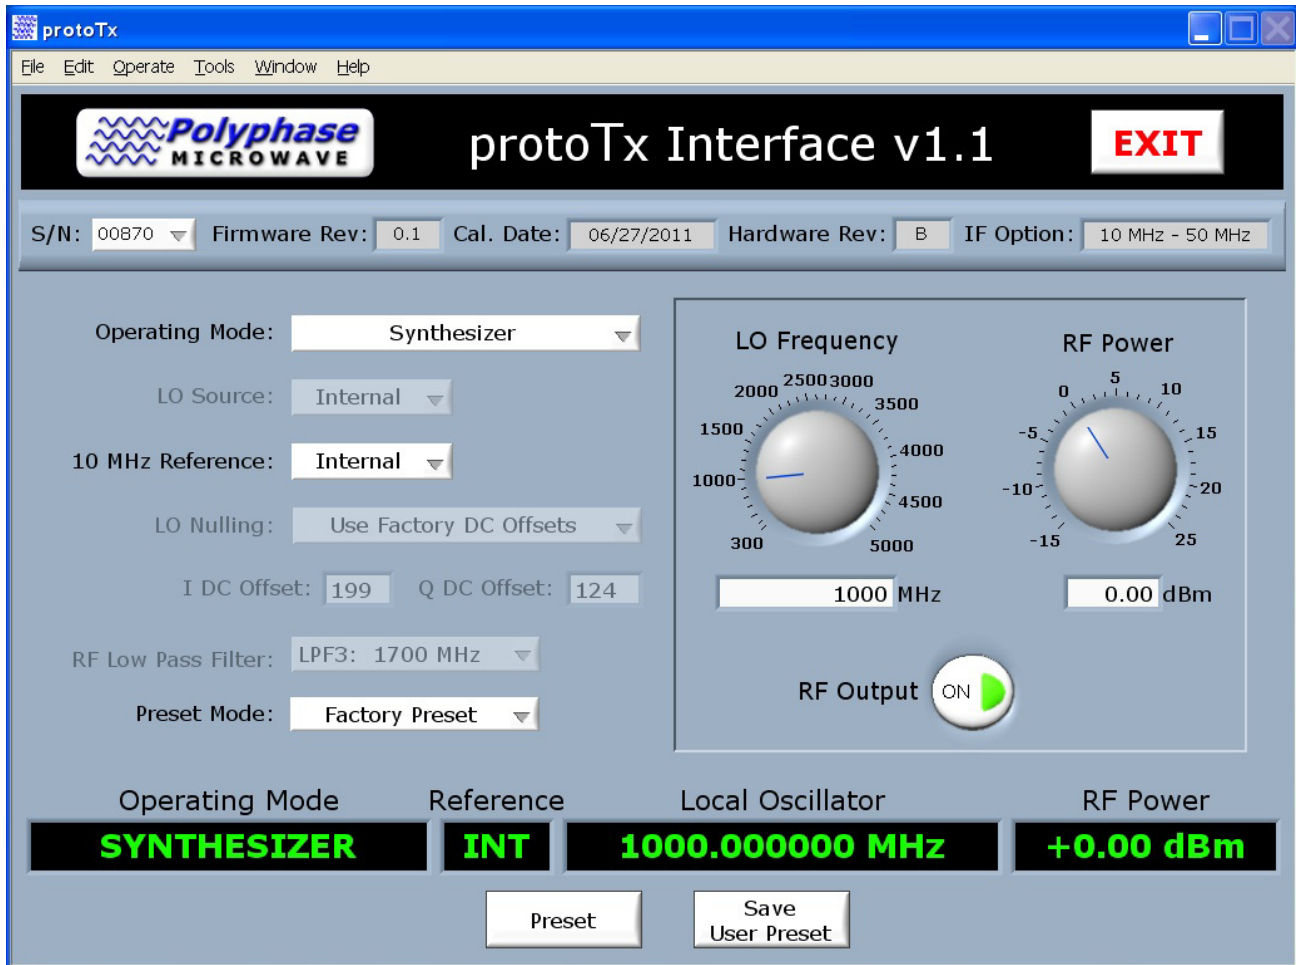 protoTx
File Edit Operate Tools Window Help
Polyphase
MICROWAVE
protoTx Interface v1.1
EXIT
S/N: 00870 Firmware Rev: 0.1 Cal. Date: 06/27/2011 Hardware Rev: B IF Option: 10 MHz - 50 MHz
Operating Mode: Synthesizer
LO Source: Internal
10 MHz Reference: Internal
LO Nulling: Use Factory DC Offsets
I DC Offset: 199 Q DC Offset: 124
RF Low Pass Filter: LPF3: 1700 MHz
Preset Mode: Factory Preset
LO Frequency
300 1000 1500 2000 2500 3000 3500 4000 4500 5000
1000 MHz
RF Power
-15 -10 -5 0 5 10 15 20 25
0.00 dBm
RF Output ON
Operating Mode Reference Local Oscillator RF Power
SYNTHESIZER INT 1000.000000 MHz +0.00 dBm
Preset
Save
User Preset